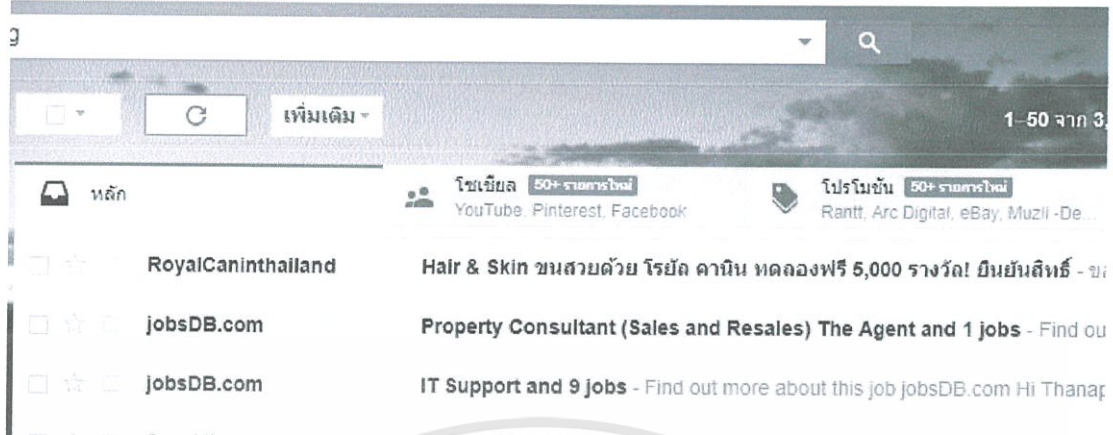 g
เพิ่มเติม
1–50 จาก 3,
หลัก
โซเชียล 50+ รายการใหม่
YouTube, Pinterest, Facebook
โปรโมชัน 50+ รายการใหม่
Rantt, Arc Digital, eBay, Muzli -De...
RoyalCaninthailand Hair & Skin ขนสวยด้วย โรยัล คานิน ทดลองฟรี 5,000 รางวัล! ยืนยันสิทธิ์ -
jobsDB.com Property Consultant (Sales and Resales) The Agent and 1 jobs - Find ou
jobsDB.com IT Support and 9 jobs - Find out more about this job jobsDB.com Hi Thanap